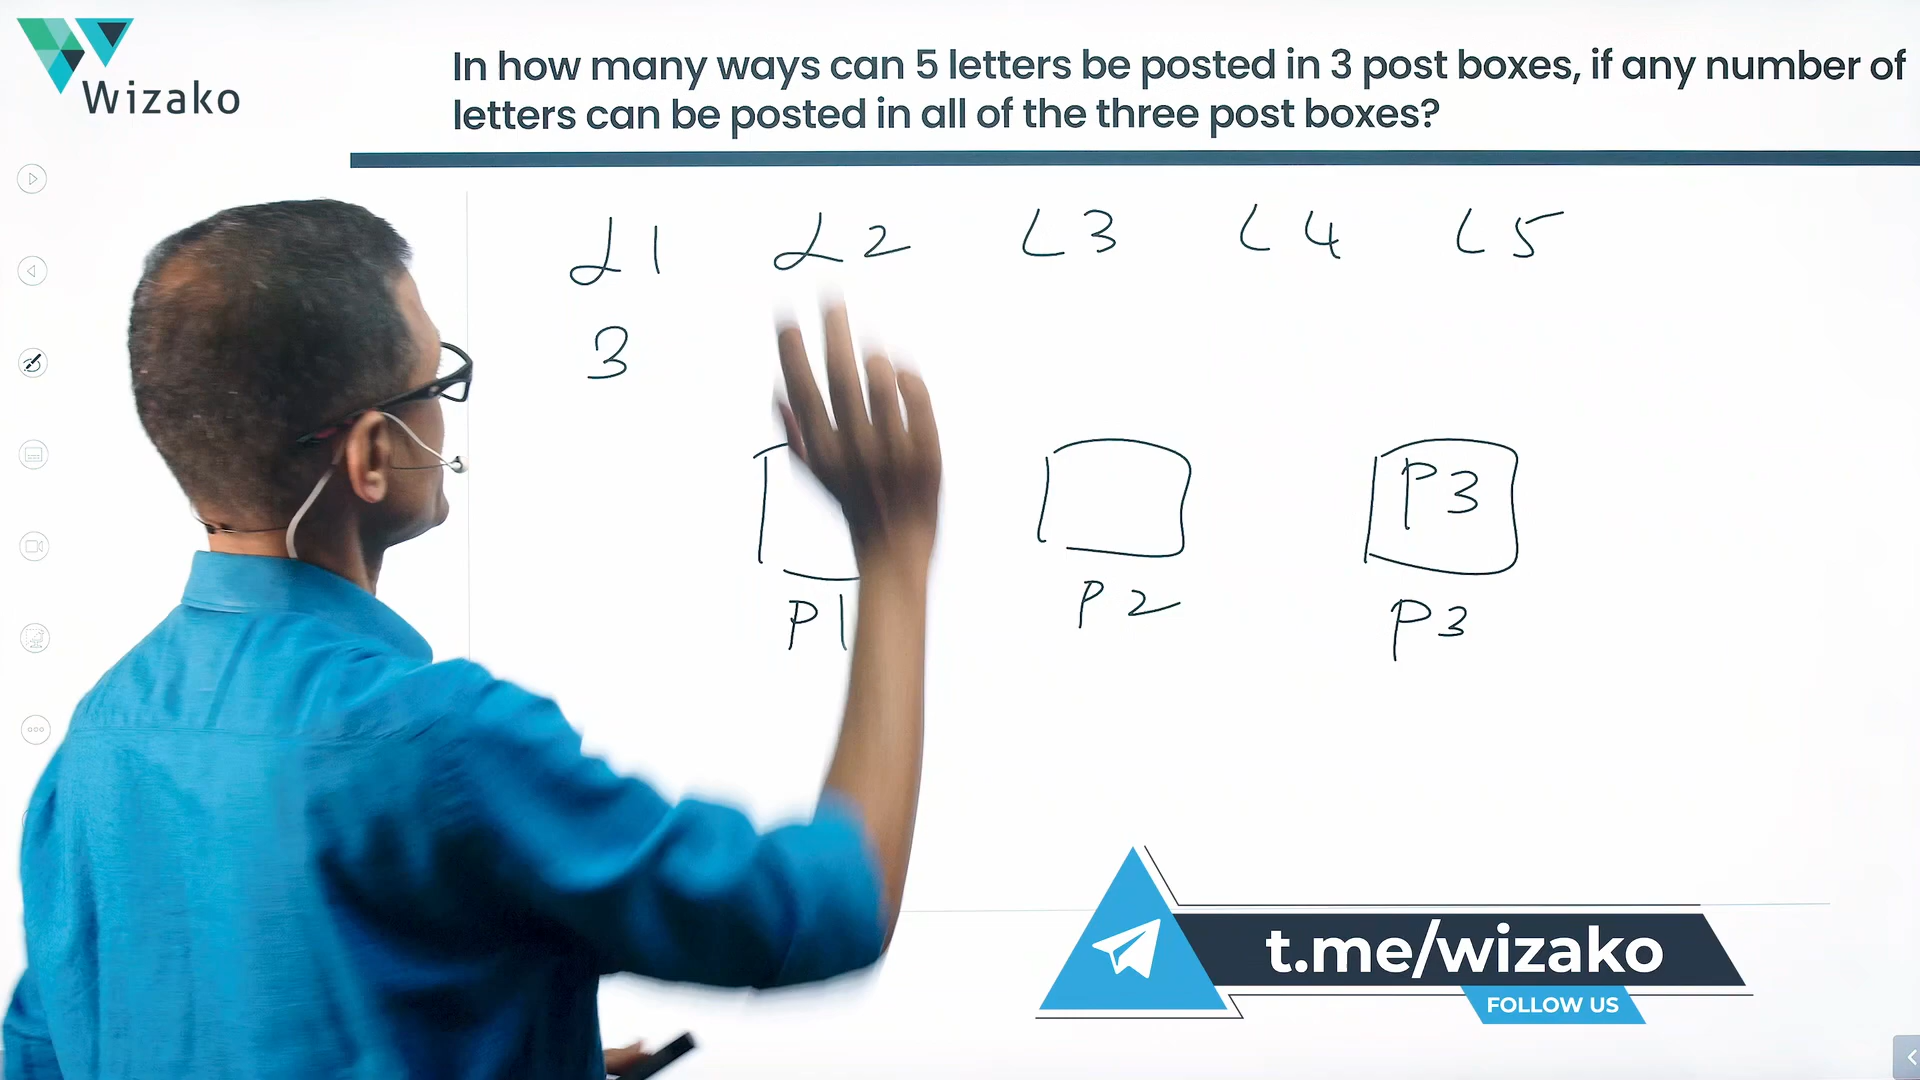 Wizako
In how many ways can 5 letters be posted in 3 post boxes, if any number of
letters can be posted in all of the three post boxes?
L1 L2 L3 L4 L5
3
P3
P1 P2 P3
t.me/wizako
FOLLOW US